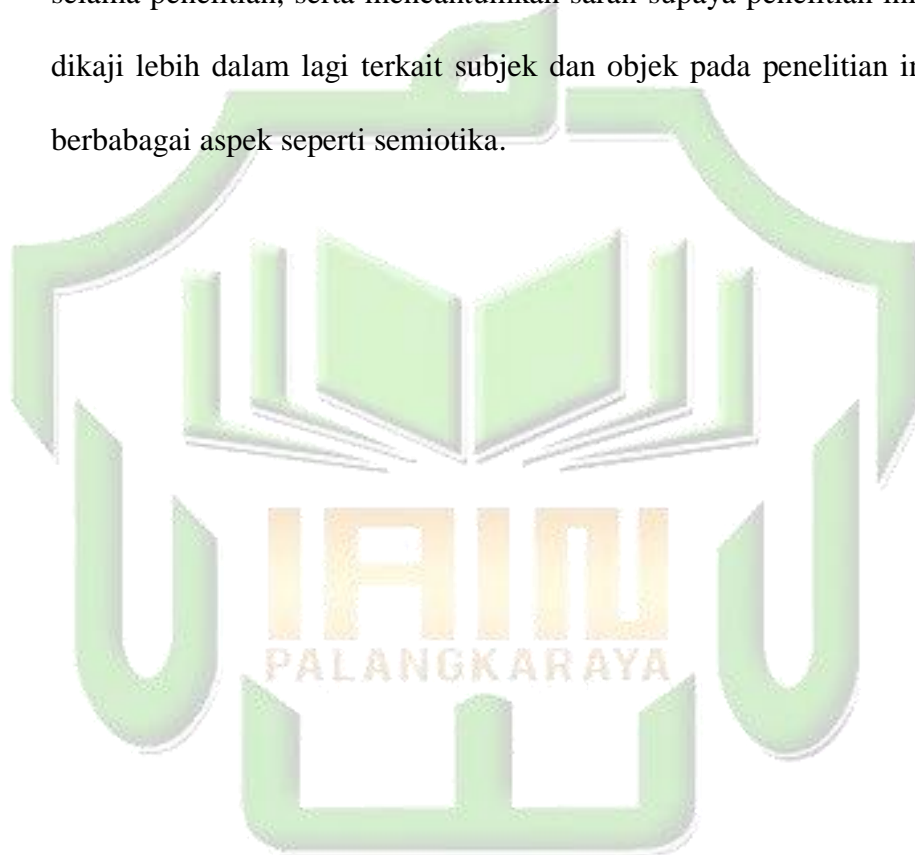 selama penelitian, serta mencantumkan saran supaya penelitian
dikaji lebih dalam lagi terkait subjek dan objek pada penelitian
berbabagai aspek seperti semiotika.
IAIN
PALANGKARAYA